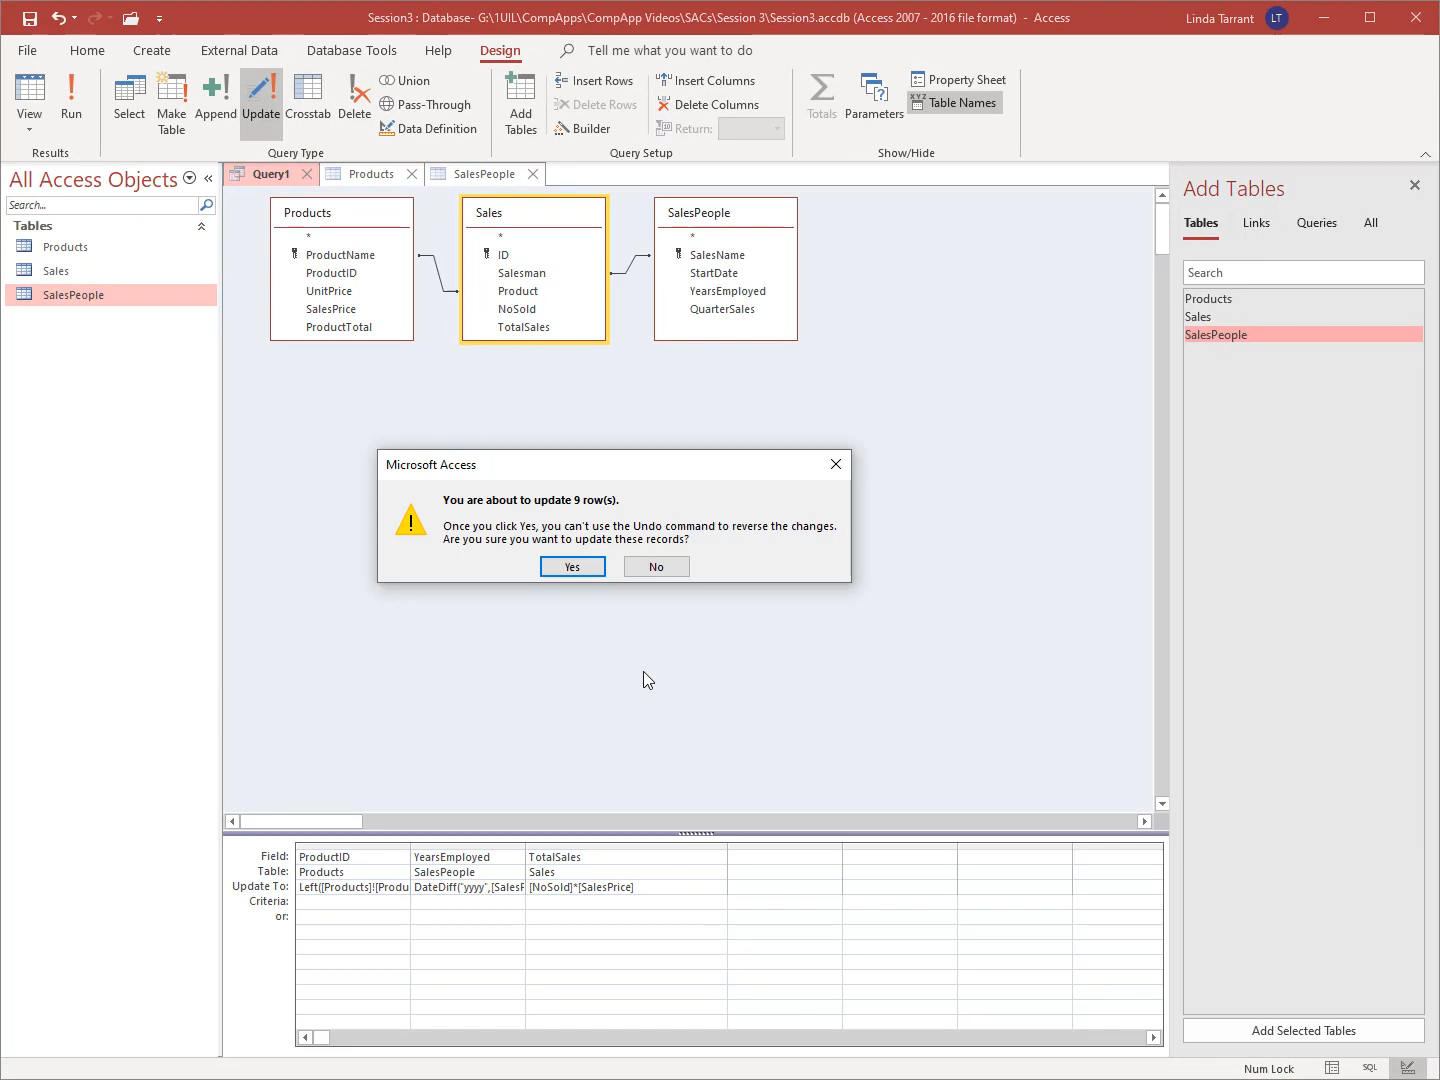 Session3 : Database- G:\1UIL\CompApps\CompApp Videos\SACs\Session 3\Session3.accdb (Access 2007 - 2016 file format) - Access
Linda Tarrant
LT
File
Home
Create
External Data
Database Tools
Help
Design
Tell me what you want to do
View
Run
Select
Make Table
Append
Update
Crosstab
Delete
Union
Pass-Through
Data Definition
Add Tables
Insert Rows
Delete Rows
Builder
Insert Columns
Delete Columns
Return:
Totals
Parameters
Property Sheet
Table Names
Results
Query Type
Query Setup
Show/Hide
All Access Objects
Search...
Tables
Products
Sales
SalesPeople
Query1
Products
SalesPeople
Products
*
ProductName
ProductID
UnitPrice
SalesPrice
ProductTotal
Sales
*
ID
Salesman
Product
NoSold
TotalSales
SalesPeople
*
SalesName
StartDate
YearsEmployed
QuarterSales
Microsoft Access
You are about to update 9 row(s).
Once you click Yes, you can't use the Undo command to reverse the changes.
Are you sure you want to update these records?
Yes
No
Field: ProductID YearsEmployed TotalSales
Table: Products SalesPeople Sales
Update To: Left([Products]![Produ DateDiff("yyyy",[SalesP [NoSold]*[SalesPrice]
Criteria:
or:
Add Tables
Tables
Links
Queries
All
Search
Products
Sales
SalesPeople
Add Selected Tables
Num Lock
SQL